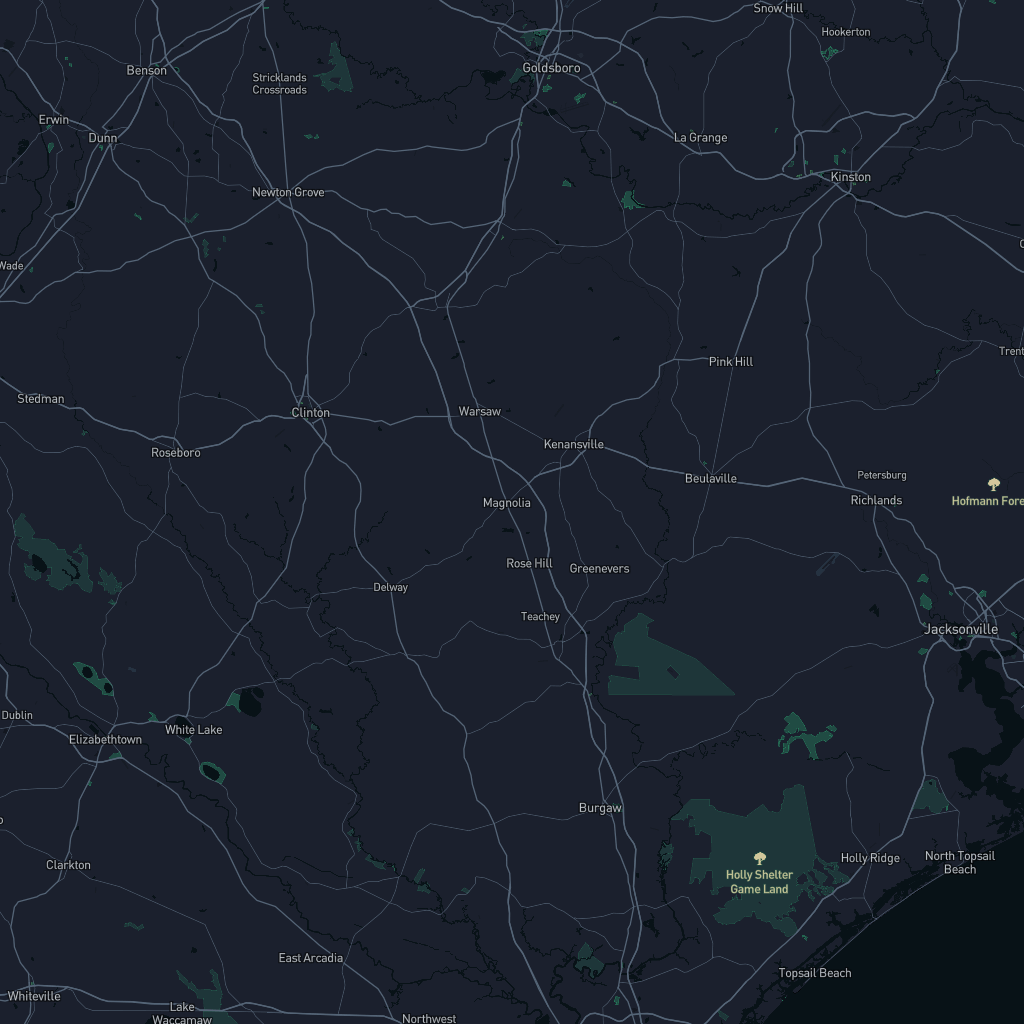 Snow Hill
Hookerton
Goldsboro
Benson
Stricklands
Crossroads
Erwin
Dunn
La Grange
Kinston
Newton Grove
Wade
Trent
Pink Hill
Stedman
Clinton
Warsaw
Kenansville
Roseboro
Beulaville
Petersburg
Richlands
Hofmann Fore
Magnolia
Rose Hill
Greenevers
Delway
Teachey
Jacksonville
Dublin
White Lake
Elizabethtown
Burgaw
Clarkton
Holly Ridge
North Topsail
Beach
Holly Shelter
Game Land
East Arcadia
Topsail Beach
Whiteville
Lake
Waccamaw
Northwest